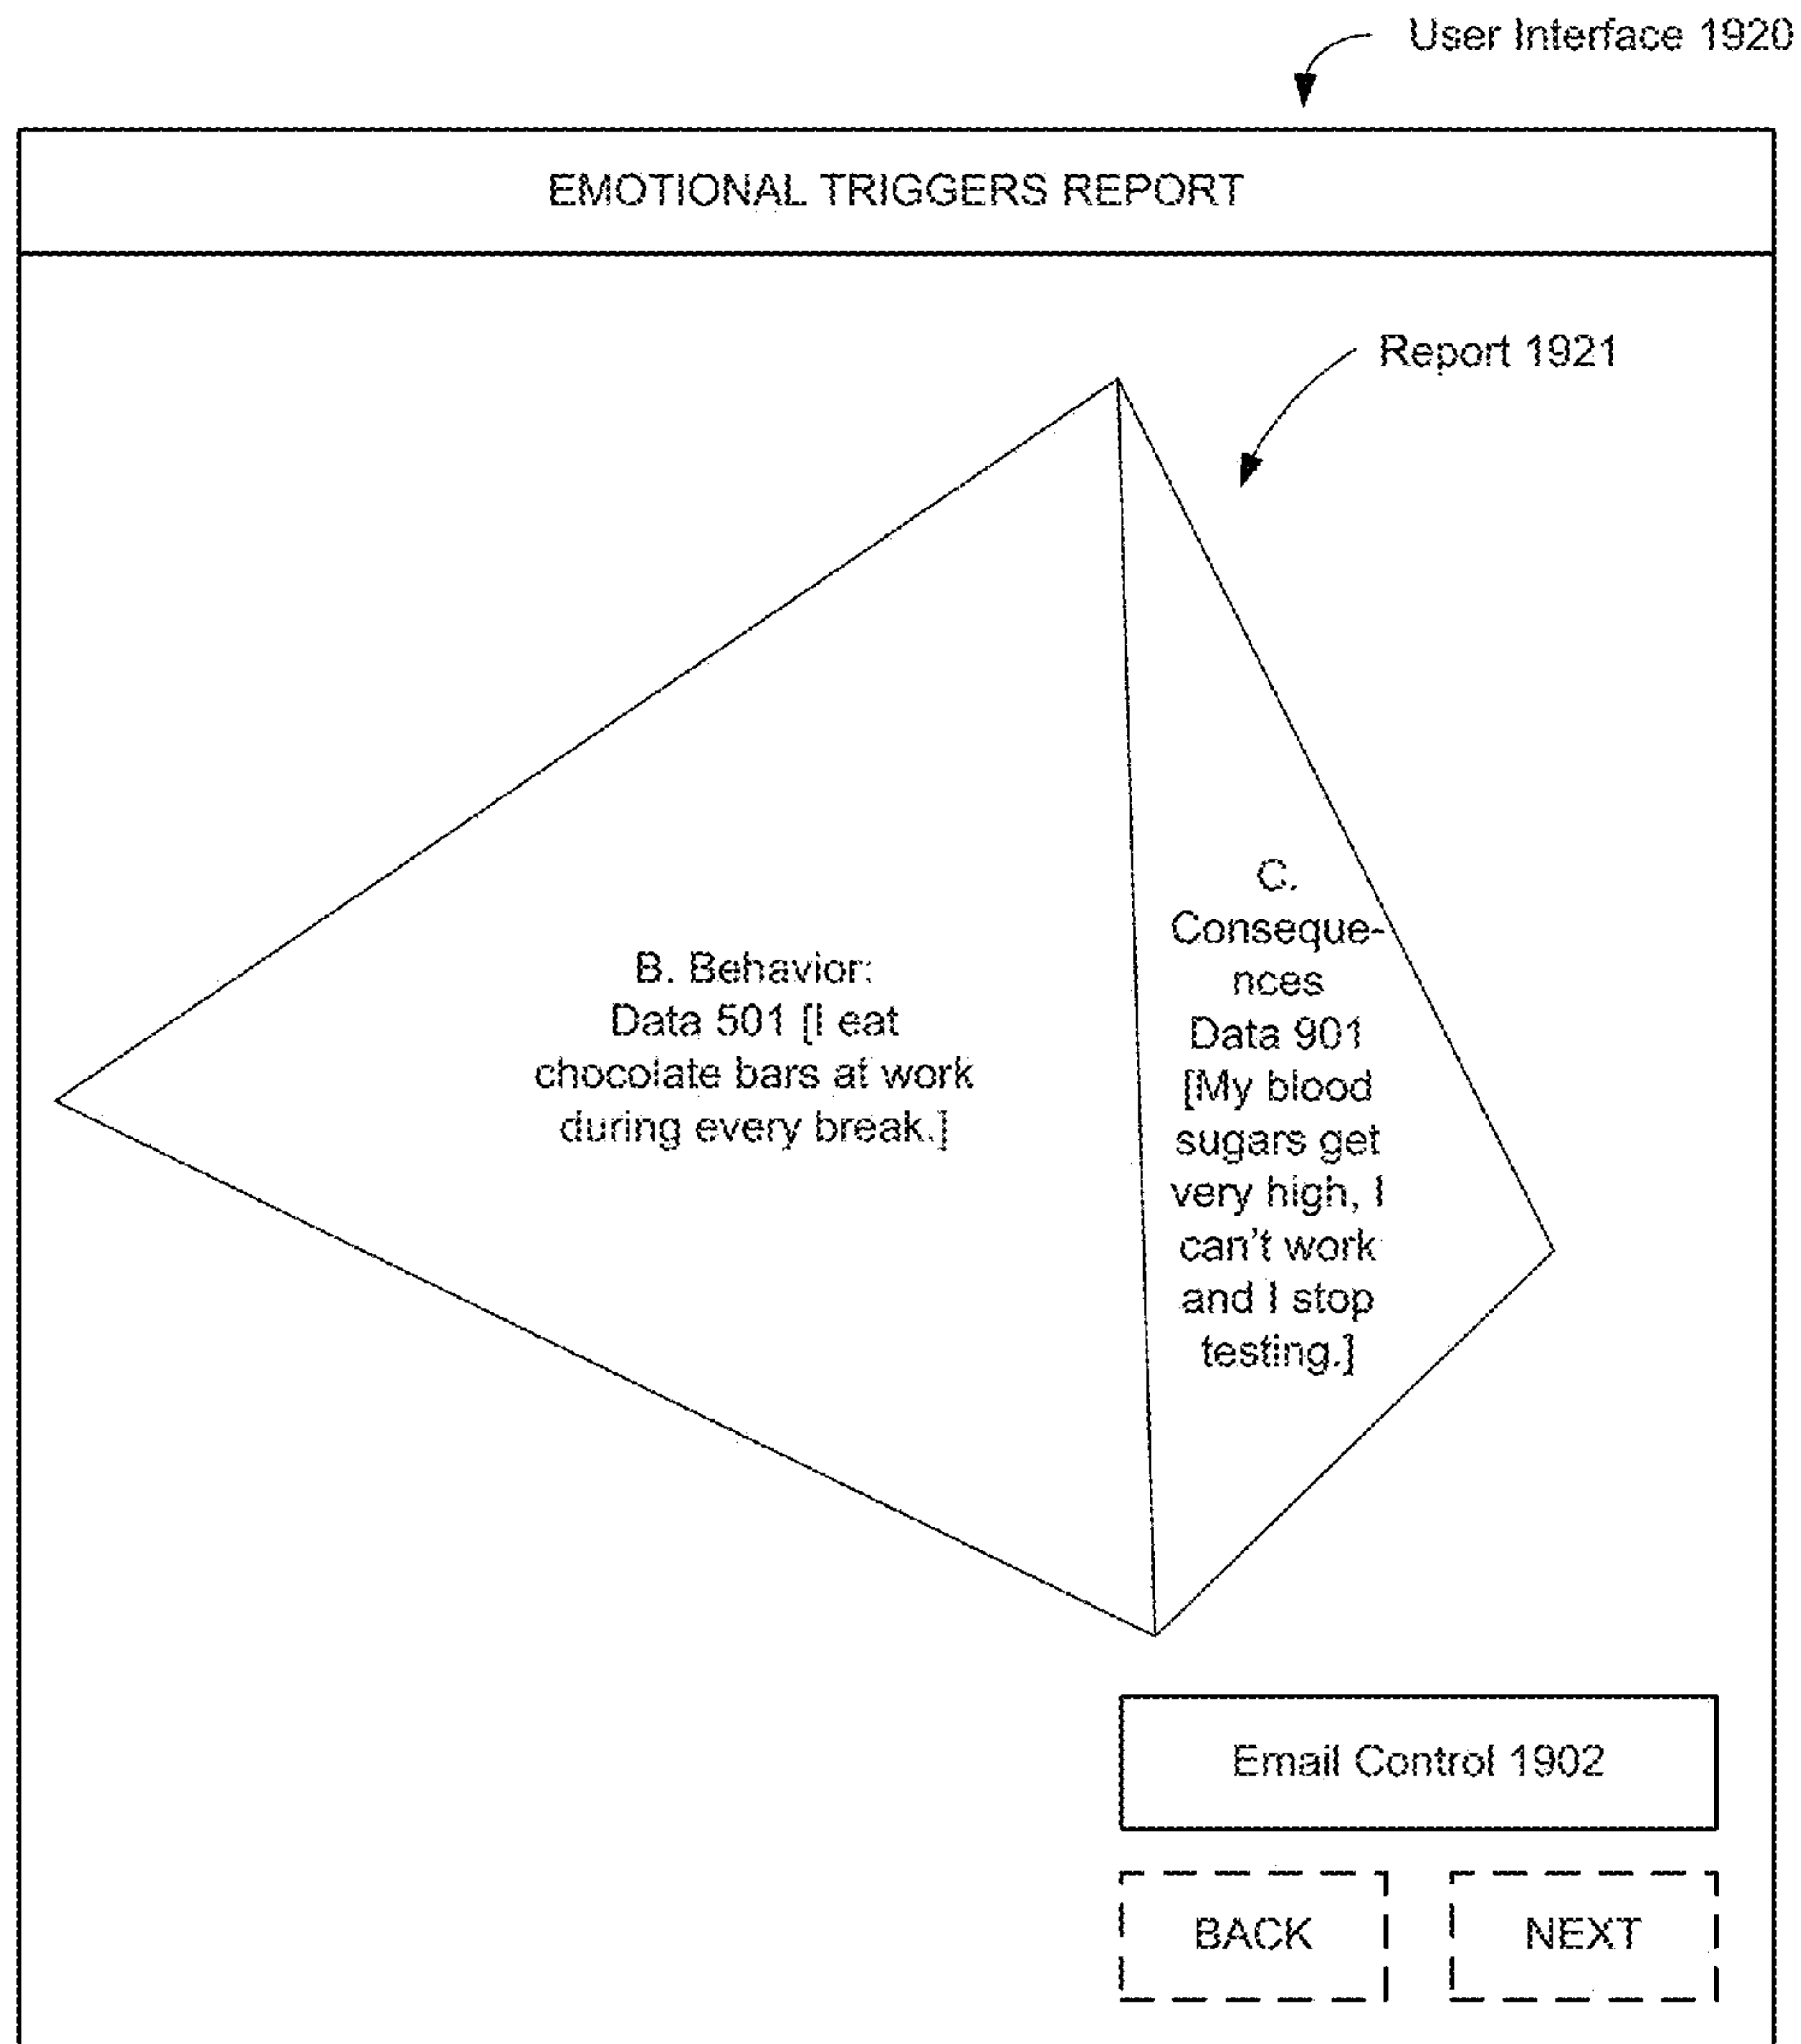 User Interface 1920
EMOTIONAL TRIGGERS REPORT
Report 1921
B. Behavior:
Data 501 [I eat
chocolate bars at work
during every break.]
C.
Conseque-
nces
Data 901
[My blood
sugars get
very high, I
can't work
and I stop
testing.]
Email Control 1902
BACK
NEXT